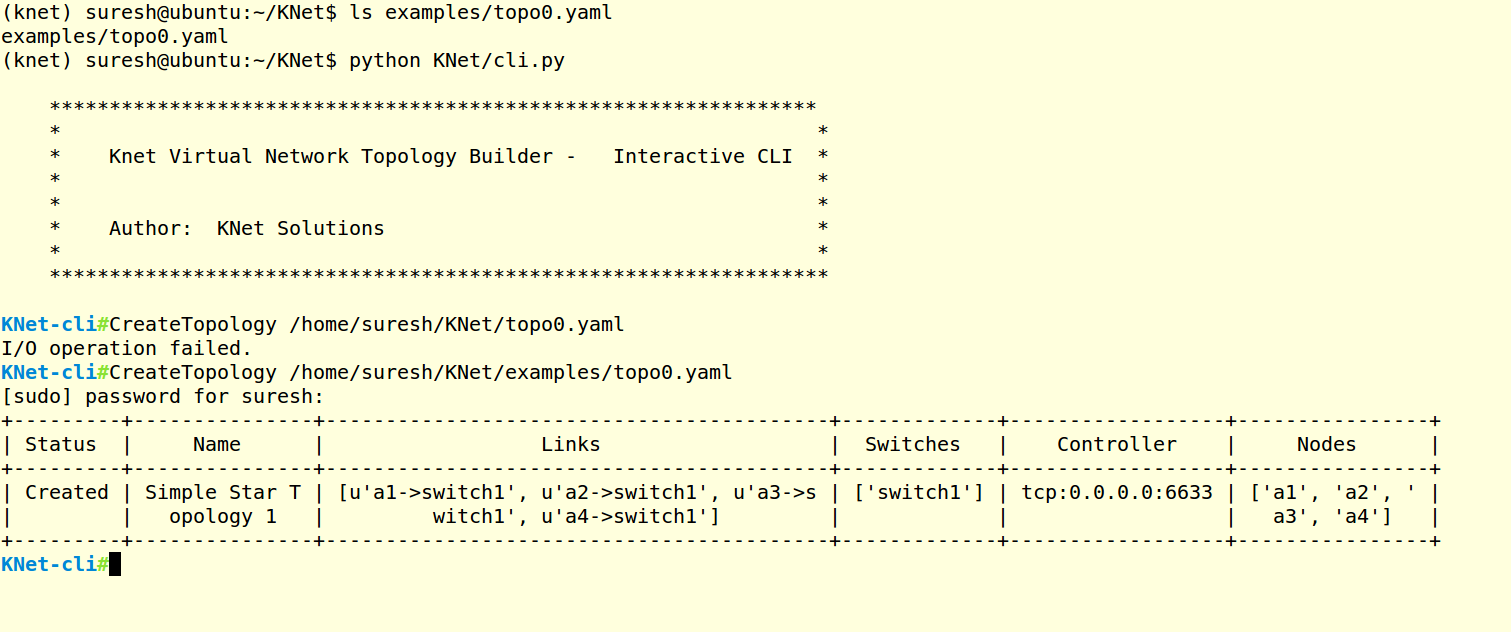 (knet) suresh@ubuntu:~/KNet$ ls examples/topo0.yaml
examples/topo0.yaml
(knet) suresh@ubuntu:~/KNet$ python KNet/cli.py
    ****************************************************************
    *                                                               *
    *    Knet Virtual Network Topology Builder -   Interactive CLI  *
    *                                                               *
    *                                                               *
    *    Author:  KNet Solutions                                    *
    *                                                               *
    *****************************************************************
KNet-cli#CreateTopology /home/suresh/KNet/topo0.yaml
I/O operation failed.
KNet-cli#CreateTopology /home/suresh/KNet/examples/topo0.yaml
[sudo] password for suresh:
+---------+---------------+------------------------------------------+-------------+------------------+----------------+
| Status  |     Name      |                  Links                   |  Switches   |    Controller    |     Nodes      |
+---------+---------------+------------------------------------------+-------------+------------------+----------------+
| Created | Simple Star T | [u'a1->switch1', u'a2->switch1', u'a3->s | ['switch1'] | tcp:0.0.0.0:6633 | ['a1', 'a2', ' |
|         |   opology 1   |         witch1', u'a4->switch1']         |             |                  |   a3', 'a4']   |
+---------+---------------+------------------------------------------+-------------+------------------+----------------+
KNet-cli#